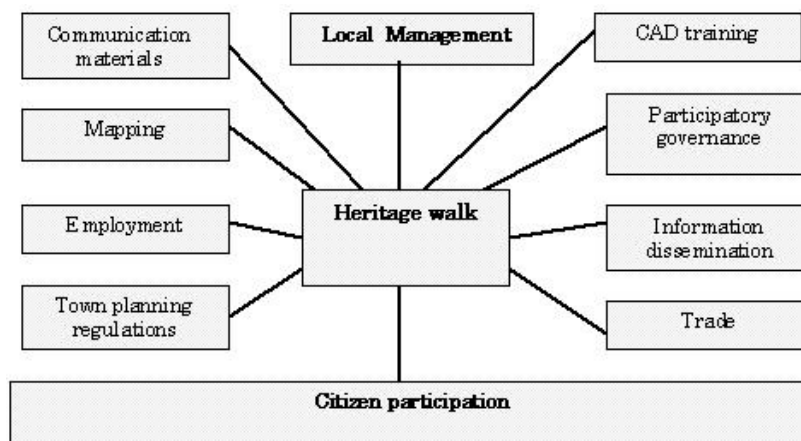 Communication
materials
Local Management
CAD training
Mapping
Participatory
governance
Heritage walk
Employment
Information
dissemination
Town planning
regulations
Trade
Citizen participation